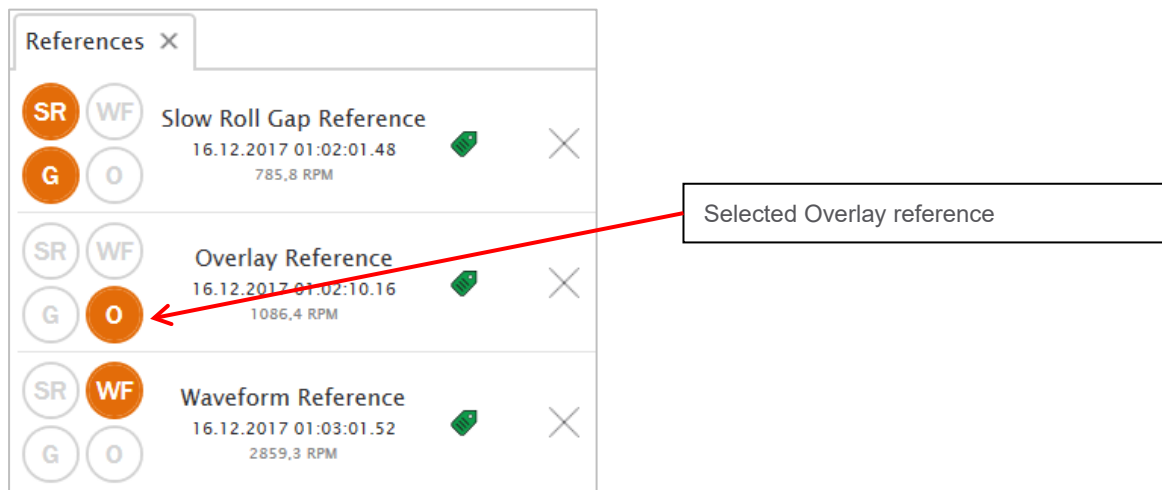 References
SR WF
Slow Roll Gap Reference
16.12.2017 01:02:01.48
G O
785,8 RPM
Selected Overlay reference
SR WF
Overlay Reference
16.12.2017 01:02:10.16
G O
1086,4 RPM
SR WF
Waveform Reference
16.12.2017 01:03:01.52
G O
2859,3 RPM